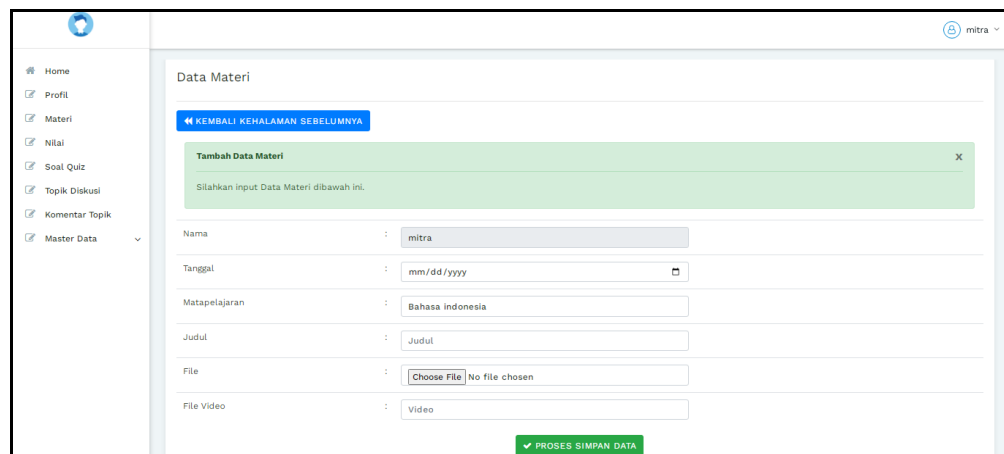 mitra
Home
Profil
Materi
Nilai
Soal Quiz
Topik Diskusi
Komentar Topik
Master Data
Data Materi
KEMBALI KEHALAMAN SEBELUMNYA
Tambah Data Materi x
Silahkan input Data Materi dibawah ini.
Nama : mitra
Tanggal : mm/dd/yyyy
Matapelajaran : Bahasa indonesia
Judul : Judul
File : Choose File No file chosen
File Video : Video
PROSES SIMPAN DATA